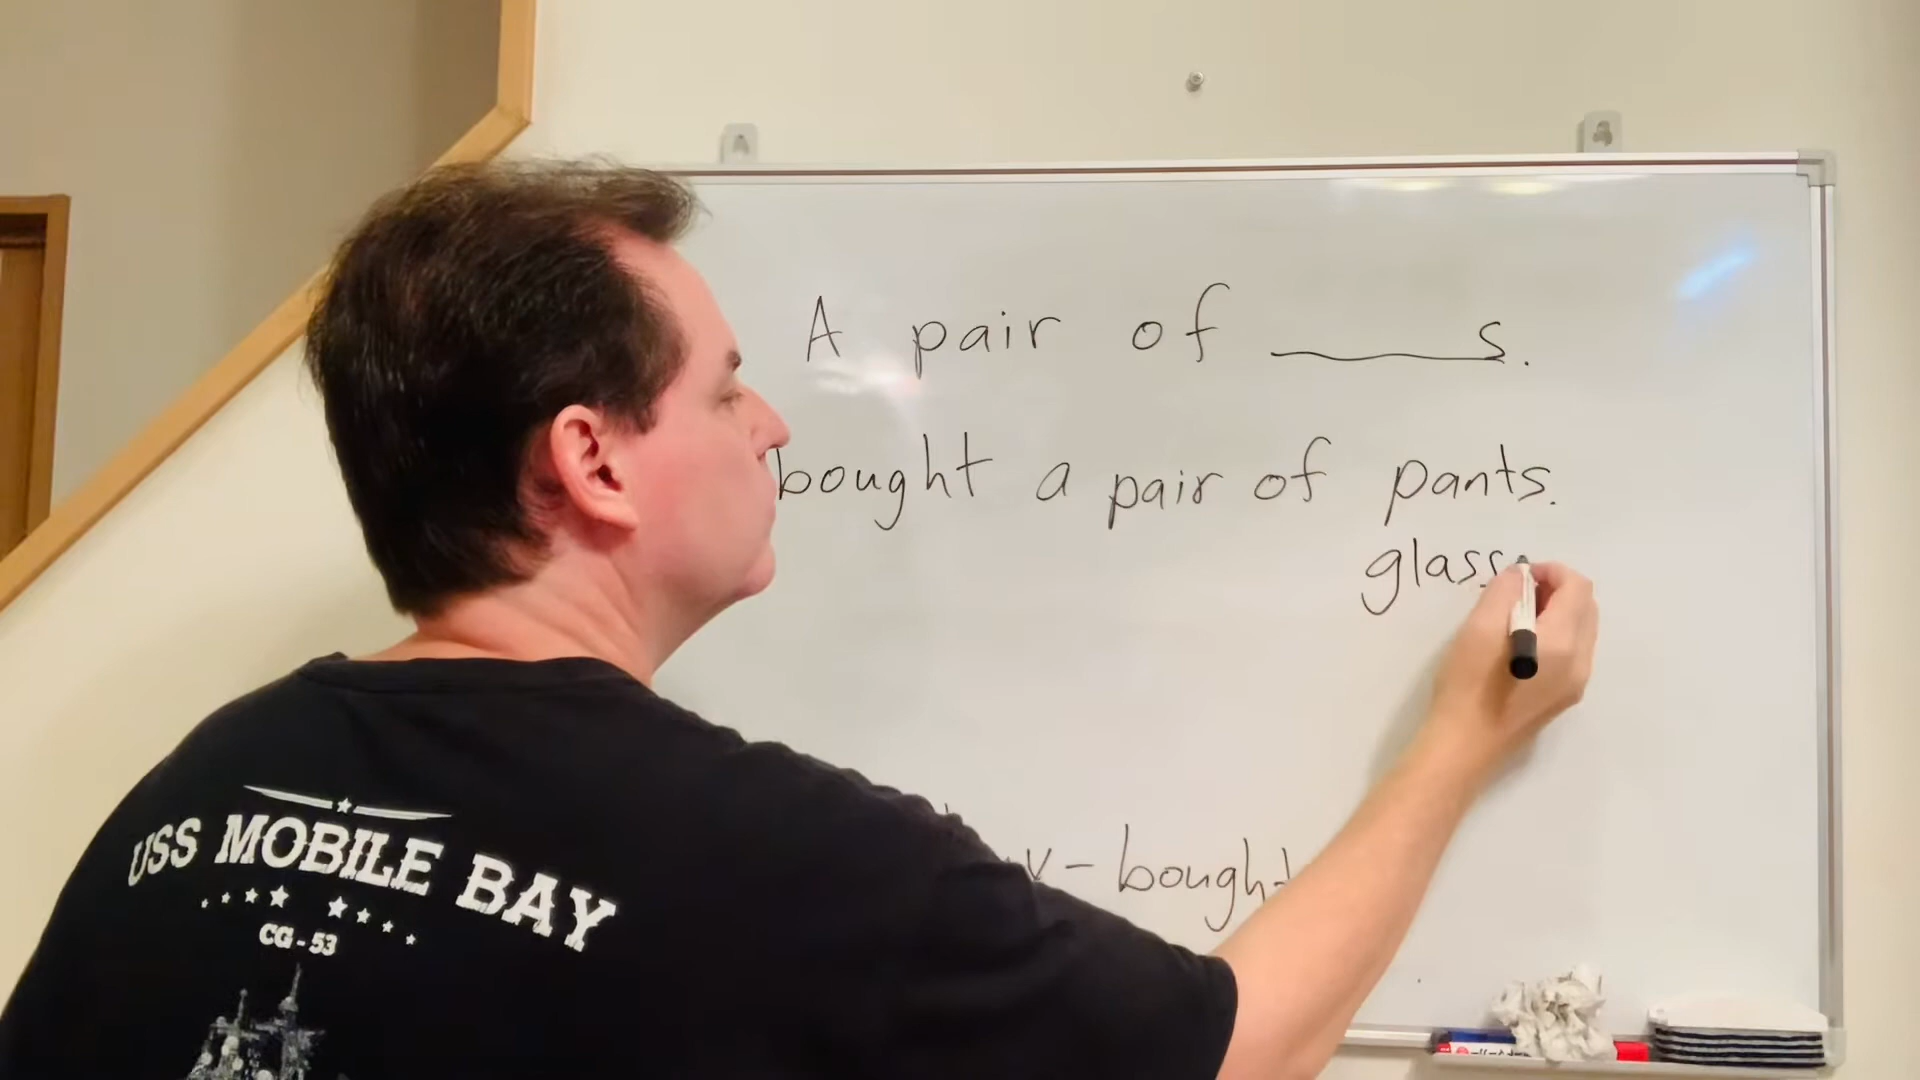 A pair of ____s.
bought a pair of pants.
glass
- bought
USS MOBILE BAY
CG-53